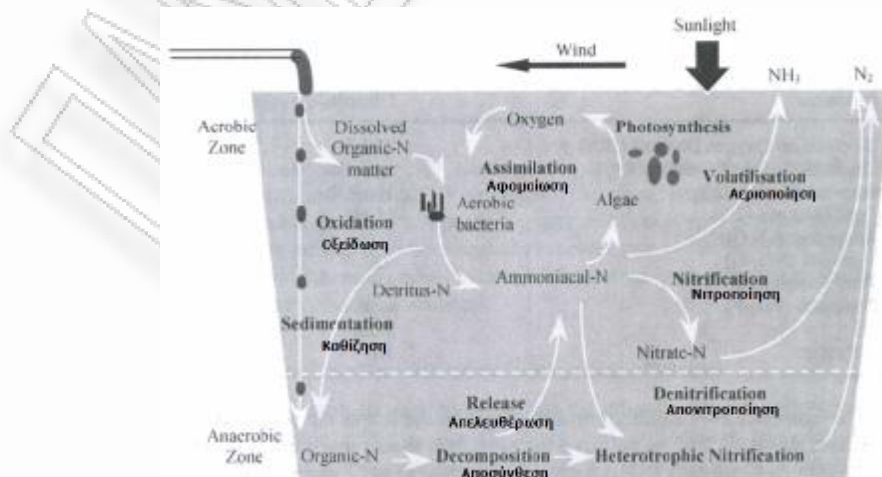 Sunlight
Wind
NH3
N2
Aerobic
Zone
Dissolved
Organic-N
matter
Oxygen
Photosynthesis
Assimilation
Αφομοίωση
Volatilisation
Αεριοποίηση
Aerobic
bacteria
Algae
Oxidation
Οξείδωση
Detritus-N
Ammoniacal-N
Nitrification
Νιτροποίηση
Sedimentation
Καθίζηση
Nitrate-N
Release
Απελευθέρωση
Denitrification
Απονιτροποίηση
Anaerobic
Zone
Organic-N
Decomposition
Αποσύνθεση
Heterotrophic Nitrification